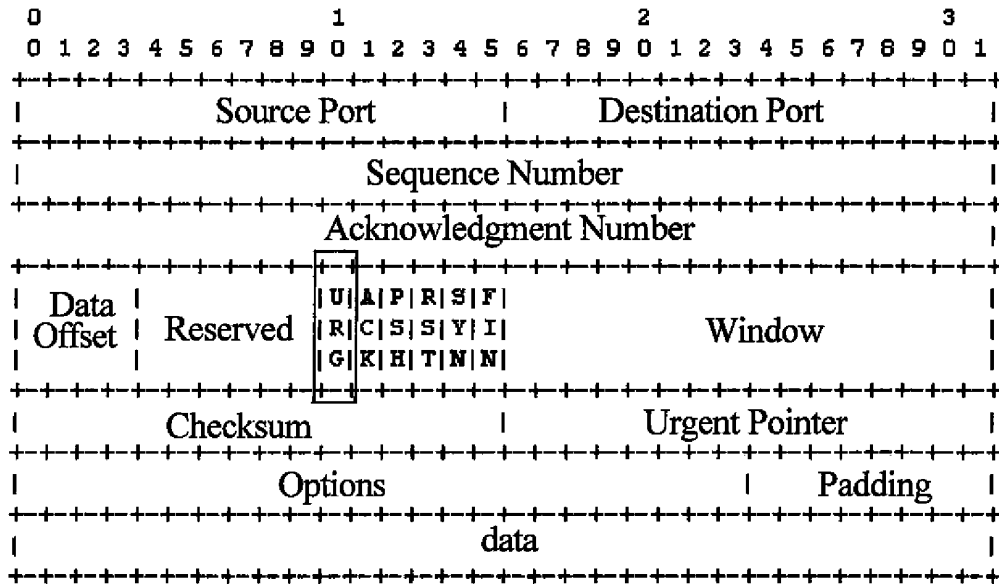 0 1 2 3
0 1 2 3 4 5 6 7 8 9 0 1 2 3 4 5 6 7 8 9 0 1 2 3 4 5 6 7 8 9 0 1
Source Port Destination Port
Sequence Number
Acknowledgment Number
|U|A|P|R|S|F|
Data Offset Reserved |R|C|S|S|Y|I| Window
|G|K|H|T|N|N|
Checksum Urgent Pointer
Options Padding
data